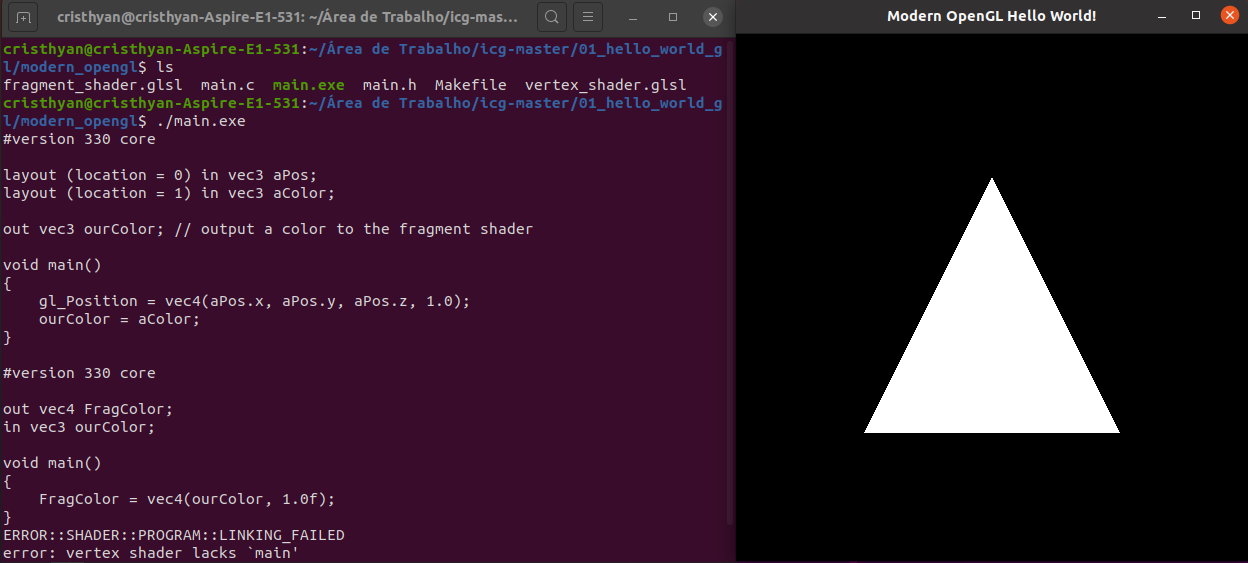 cristhyan@cristhyan-Aspire-E1-531: ~/Área de Trabalho/icg-mas...
Modern OpenGL Hello World!
cristhyan@cristhyan-Aspire-E1-531:~/Área de Trabalho/icg-master/01_hello_world_g
l/modern_opengl$ ls
fragment_shader.glsl  main.c  main.exe  main.h  Makefile  vertex_shader.glsl
cristhyan@cristhyan-Aspire-E1-531:~/Área de Trabalho/icg-master/01_hello_world_g
l/modern_opengl$ ./main.exe
#version 330 core
layout (location = 0) in vec3 aPos;
layout (location = 1) in vec3 aColor;
out vec3 ourColor; // output a color to the fragment shader
void main()
{
    gl_Position = vec4(aPos.x, aPos.y, aPos.z, 1.0);
    ourColor = aColor;
}
#version 330 core
out vec4 FragColor;
in vec3 ourColor;
void main()
{
    FragColor = vec4(ourColor, 1.0f);
}
ERROR::SHADER::PROGRAM::LINKING_FAILED
error: vertex shader lacks `main'